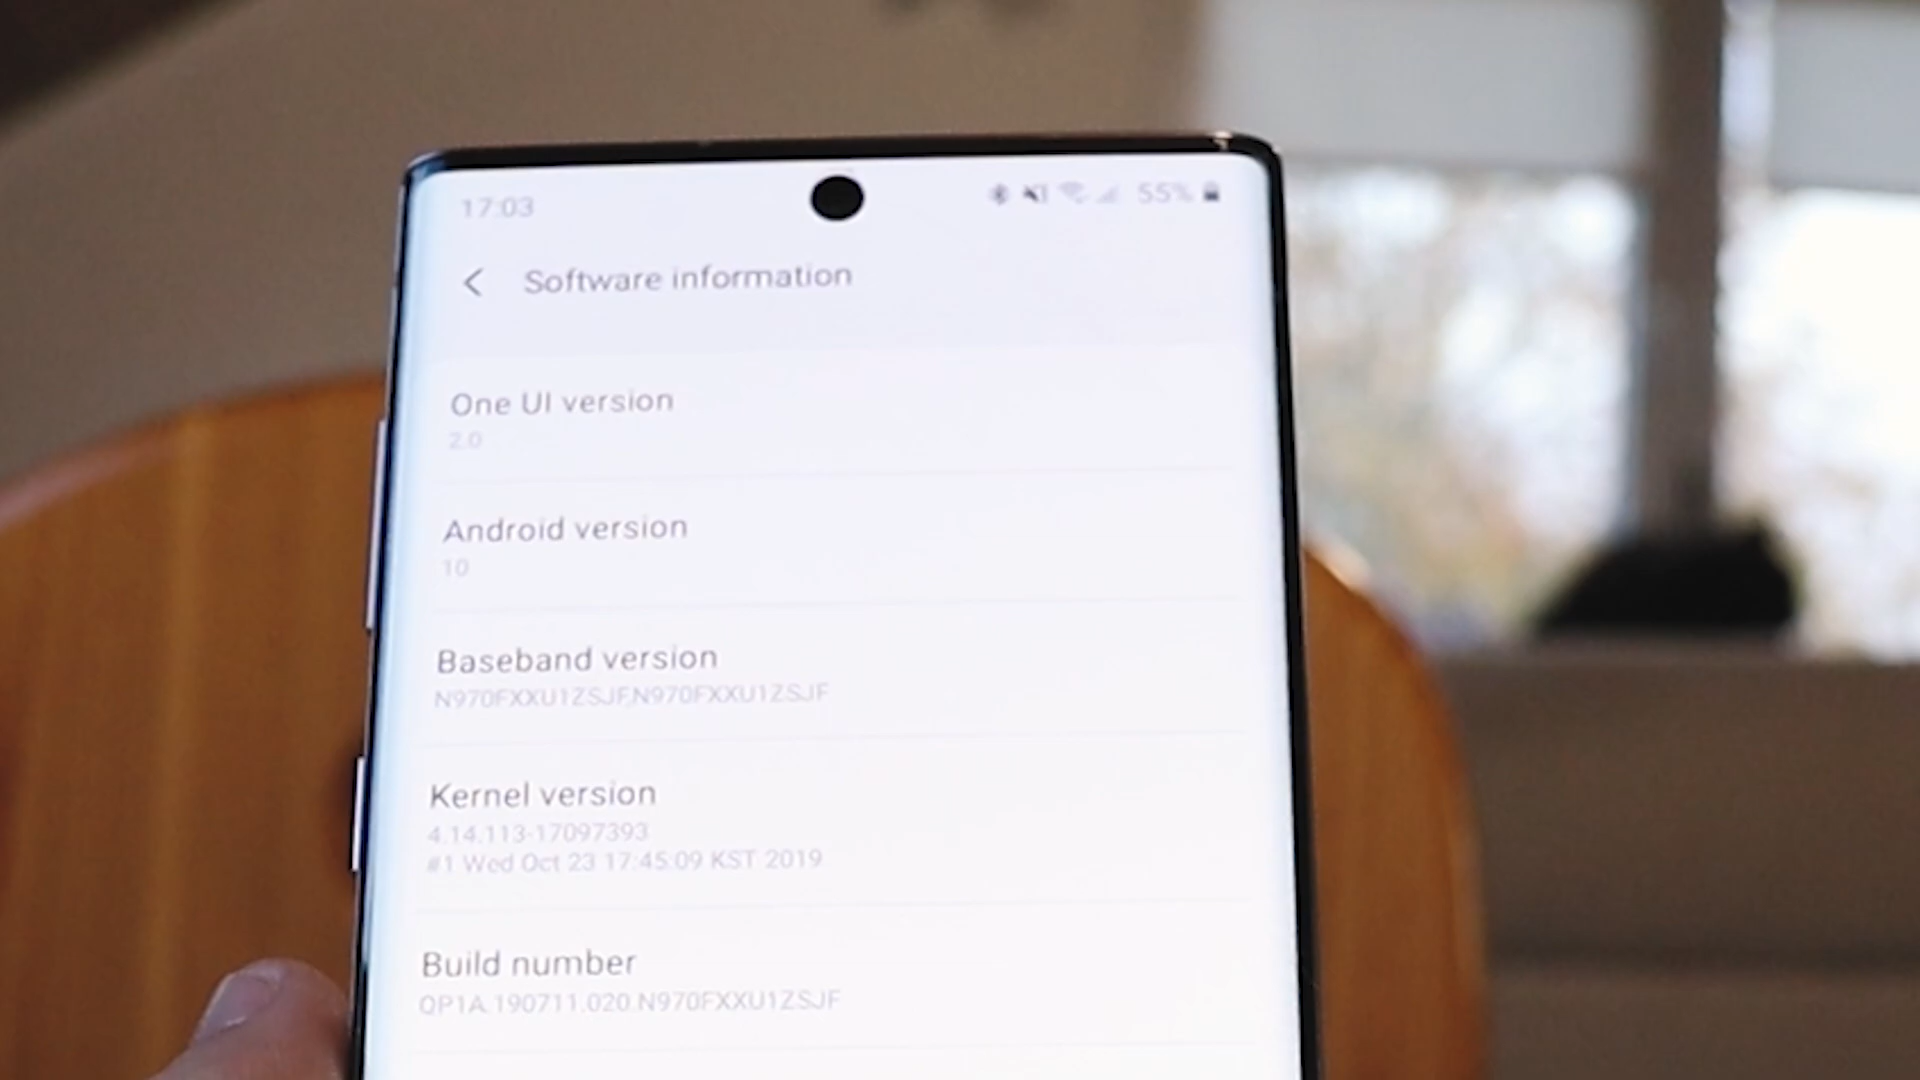 17:03
55%
Software information
One UI version
2.0
Android version
10
Baseband version
N970FXXU1ZSJF,N970FXXU1ZSJF
Kernel version
4.14.113-17097393
#1 Wed Oct 23 17:45:09 KST 2019
Build number
QP1A.190711.020.N970FXXU1ZSJF